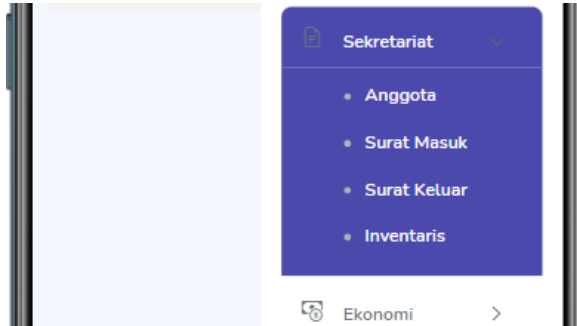 Sekretariat
Anggota
Surat Masuk
Surat Keluar
Inventaris
Ekonomi